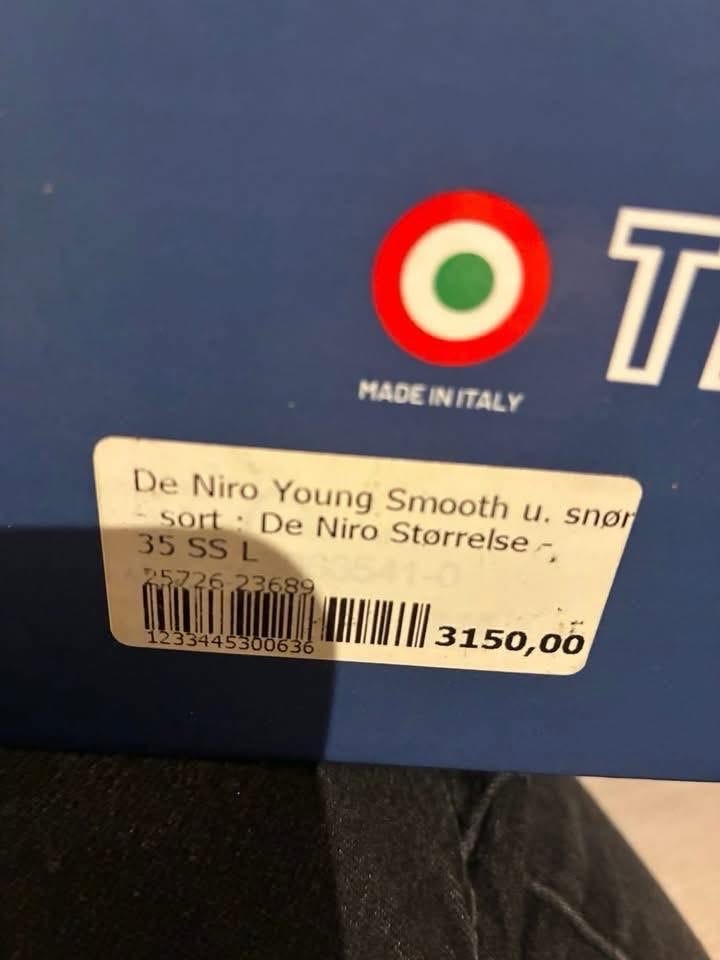 T
MADE IN ITALY
De Niro Young Smooth u. snør
- sort : De Niro Størrelse -,
35 SS L
25726-23689
1233445300636
3150,00